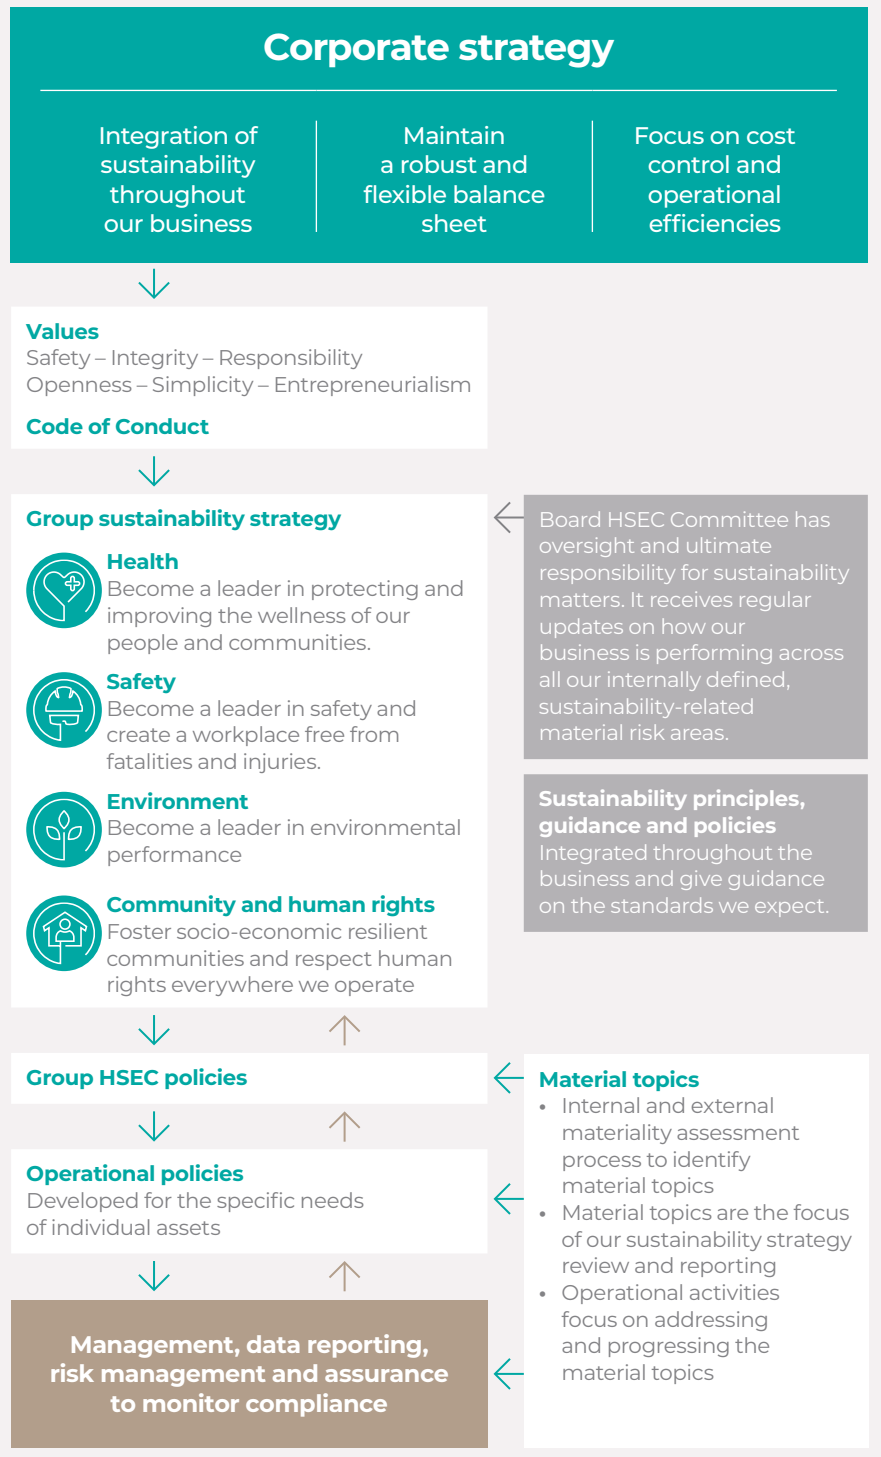 Corporate strategy
Integration of
sustainability
throughout
our business
Maintain
a robust and
flexible balance
sheet
Focus on cost
control and
operational
efficiencies
Values
Safety – Integrity – Responsibility
Openness – Simplicity – Entrepreneurialism
Code of Conduct
Group sustainability strategy
Health
Become a leader in protecting and
improving the wellness of our
people and communities.
Safety
Become a leader in safety and
create a workplace free from
fatalities and injuries.
Environment
Become a leader in environmental
performance
Community and human rights
Foster socio-economic resilient
communities and respect human
rights everywhere we operate
Board HSEC Committee has
oversight and ultimate
responsibility for sustainability
matters. It receives regular
updates on how our
business is performing across
all our internally defined,
sustainability-related
material risk areas.
Sustainability principles,
guidance and policies
Integrated throughout the
business and give guidance
on the standards we expect.
Group HSEC policies
Operational policies
Developed for the specific needs
of individual assets
Management, data reporting,
risk management and assurance
to monitor compliance
Material topics
• Internal and external
materiality assessment
process to identify
material topics
• Material topics are the focus
of our sustainability strategy
review and reporting
• Operational activities
focus on addressing
and progressing the
material topics